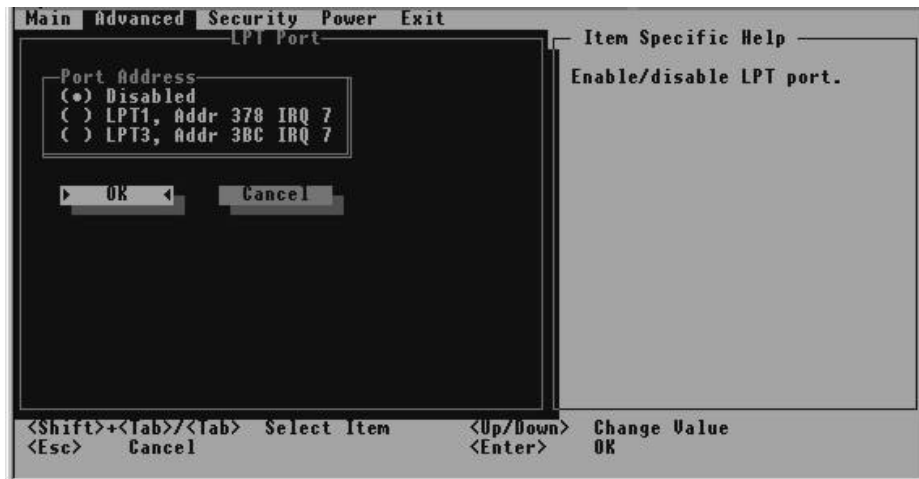 Main Advanced Security Power Exit
LPT Port
Item Specific Help
Port Address
(•) Disabled
( ) LPT1, Addr 378 IRQ 7
( ) LPT3, Addr 3BC IRQ 7
Enable/disable LPT port.
OK Cancel
<Shift>+<Tab>/<Tab> Select Item <Up/Down> Change Value
<Esc> Cancel <Enter> OK